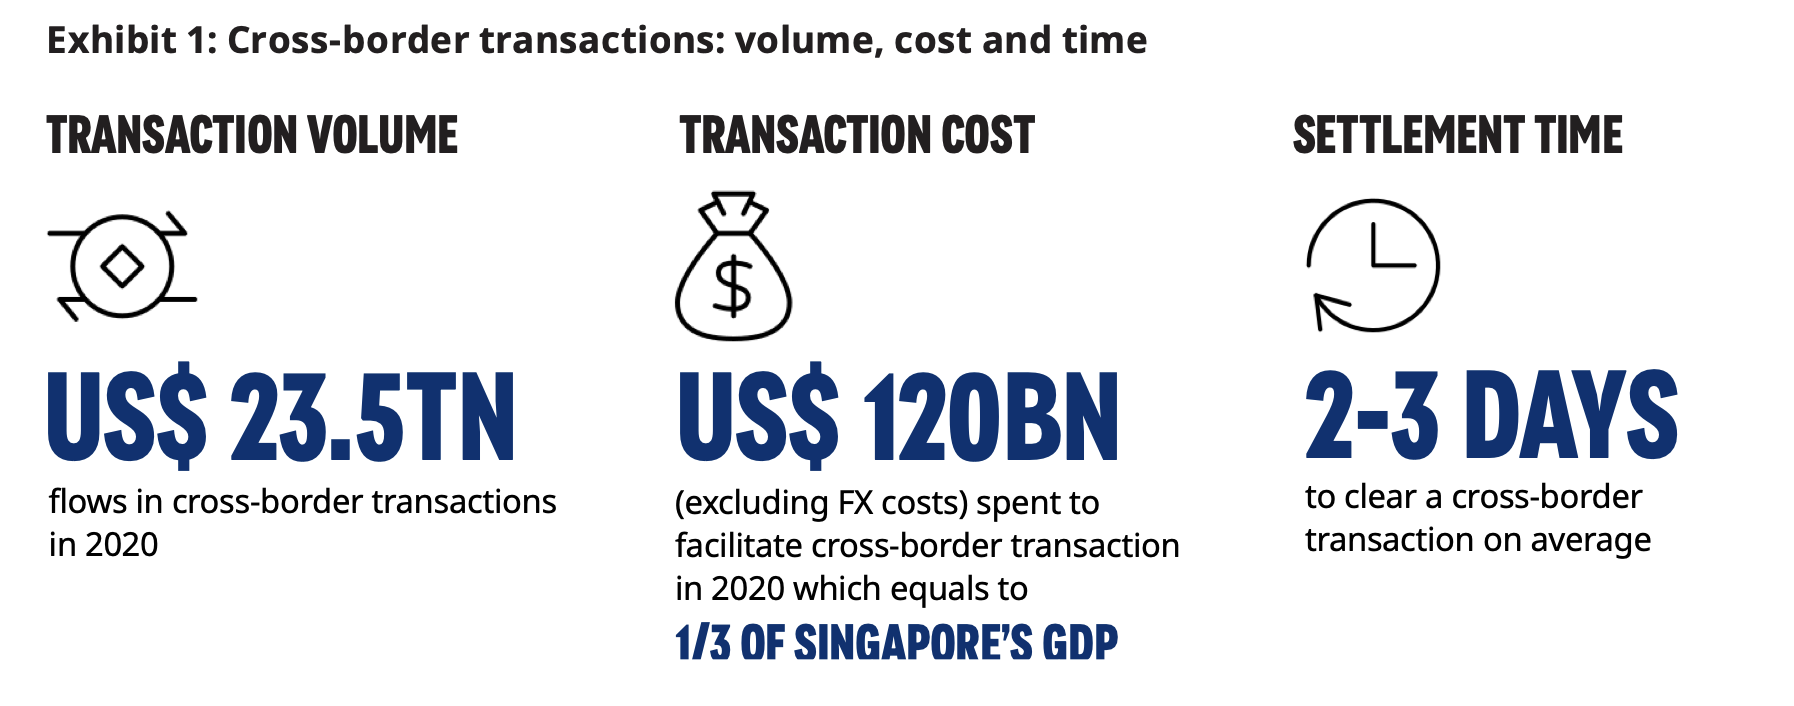 Exhibit 1: Cross-border transactions: volume, cost and time
TRANSACTION VOLUME
US$ 23.5TN
flows in cross-border transactions
in 2020
TRANSACTION COST
$
US$ 120BN
(excluding FX costs) spent to
facilitate cross-border transaction
in 2020 which equals to
1/3 OF SINGAPORE’S GDP
SETTLEMENT TIME
2-3 DAYS
to clear a cross-border
transaction on average